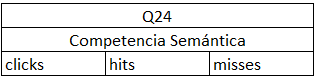 Q24
Competencia Semántica
clicks hits misses